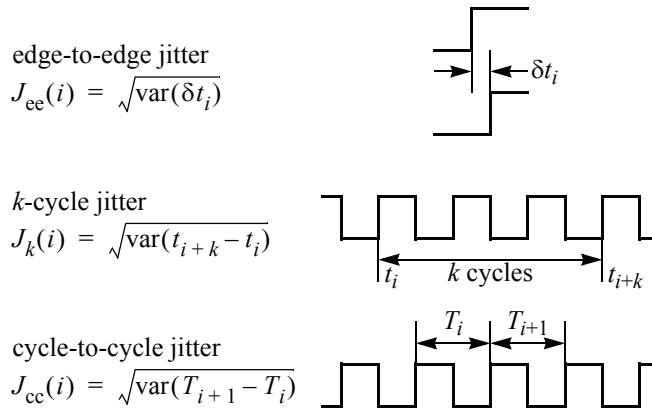 edge-to-edge jitter
J_ee(i) = √var(δt_i)
δt_i
k-cycle jitter
J_k(i) = √var(t_{i+k} – t_i)
t_i
k cycles
t_{i+k}
cycle-to-cycle jitter
J_cc(i) = √var(T_{i+1} – T_i)
T_i
T_{i+1}